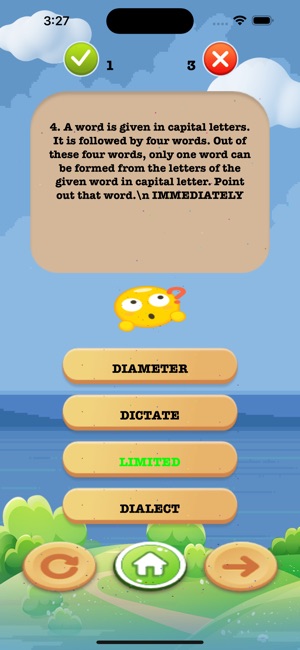 3:27
1
3
4. A word is given in capital letters.
It is followed by four words. Out of
these four words, only one word can
be formed from the letters of the
given word in capital letter. Point
out that word.\n IMMEDIATELY
DIAMETER
DICTATE
LIMITED
DIALECT